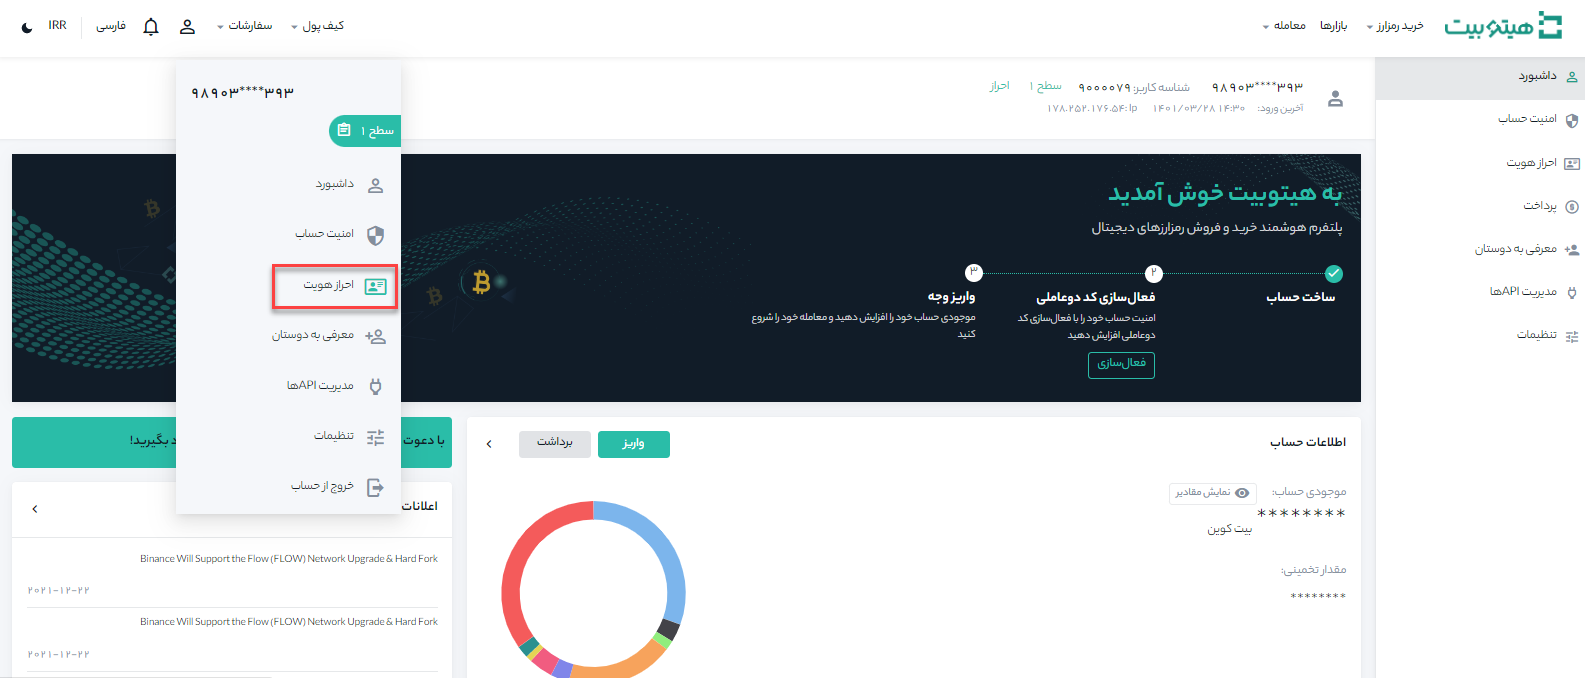 هیتوبیت
خرید رمزارز
بازارها
معامله
کیف پول
سفارشات
فارسی
IRR
داشبورد
امنیت حساب
احراز هویت
پرداخت
معرفی به دوستان
مدیریت APIها
تنظیمات
۹۸۹۰۳****۳۹۳
شناسه کاربر: ۹۰۰۰۰۷۹
سطح ۱
احراز
آخرین ورود: ۱۴:۳۰ ۱۴۰۱/۰۳/۲۸
Ip: ۱۷۸.۲۵۲.۱۷۶.۵۴
۹۸۹۰۳****۳۹۳
سطح ۱
داشبورد
امنیت حساب
احراز هویت
معرفی به دوستان
مدیریت APIها
تنظیمات
خروج از حساب
به هیتوبیت خوش آمدید
پلتفرم هوشمند خرید و فروش رمزارزهای دیجیتال
ساخت حساب
۲
فعال‌سازی کد دوعاملی
امنیت حساب خود را با فعال‌سازی کد
دوعاملی افزایش دهید
فعال‌سازی
۳
واریز وجه
موجودی حساب خود را افزایش دهید و معامله خود را شروع
کنید
اطلاعات حساب
واریز
برداشت
موجودی حساب:
نمایش مقادیر
********
بیت کوین
مقدار تخمینی:
********
با دعوت
بگیرید!
اعلانات
Binance Will Support the Flow (FLOW) Network Upgrade & Hard Fork
۲۰۲۱-۱۲-۲۲
Binance Will Support the Flow (FLOW) Network Upgrade & Hard Fork
۲۰۲۱-۱۲-۲۲